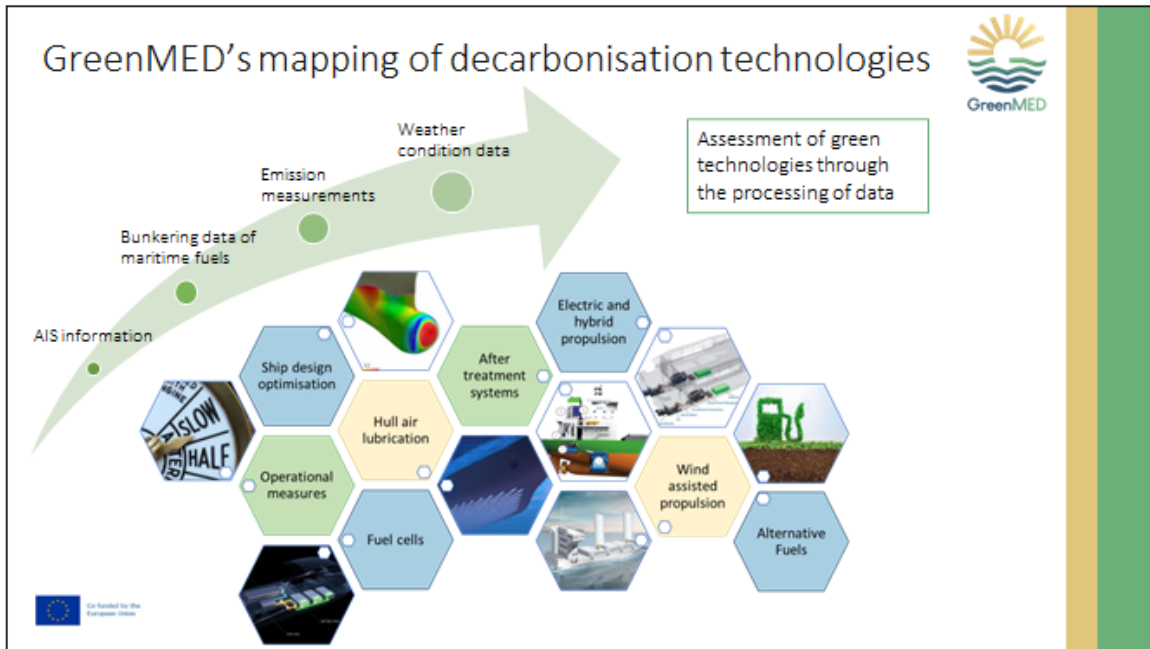 GreenMED's mapping of decarbonisation technologies
GreenMED
Weather
condition data
Assessment of green
technologies through
the processing of data
Emission
measurements
Bunkering data of
maritime fuels
AIS information
Electric and
hybrid
propulsion
Ship design
optimisation
After
treatment
systems
Hull air
lubrication
SLOW
HALF
Operational
measures
Wind
assisted
propulsion
Fuel cells
Alternative
Fuels
Co funded by the
European Union